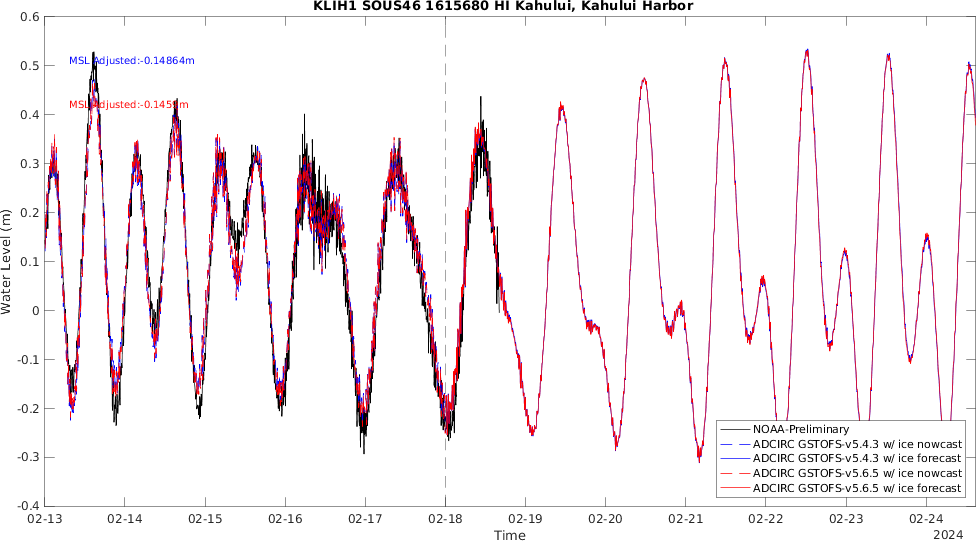 KLIH1 SOUS46 1615680 HI Kahului, Kahului Harbor
0.6
0.5
0.4
0.3
0.2
0.1
0
-0.1
-0.2
-0.3
-0.4
Water Level (m)
MSL Adjusted:-0.14864m
MSL Adjusted:
NOAA-Preliminary
ADCIRC GSTOFS-v5.4.3 w/ ice nowcast
ADCIRC GSTOFS-v5.4.3 w/ ice forecast
ADCIRC GSTOFS-v5.6.5 w/ ice nowcast
ADCIRC GSTOFS-v5.6.5 w/ ice forecast
02-13 02-14 02-15 02-16 02-17 02-18 02-19 02-20 02-21 02-22 02-23 02-24
Time
2024